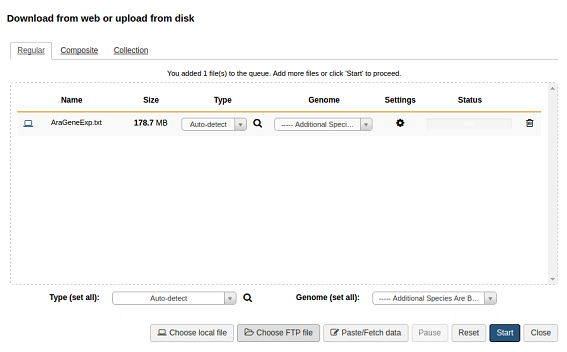 Download from web or upload from disk
Regular Composite Collection
You added 1 file(s) to the queue. Add more files or click 'Start' to proceed.
Name Size Type Genome Settings Status
AraGeneExp.txt 178.7 MB Auto-detect ----- Additional Speci...
Type (set all): Auto-detect Genome (set all): ----- Additional Species Are B...
Choose local file Choose FTP file Paste/Fetch data Pause Reset Start Close